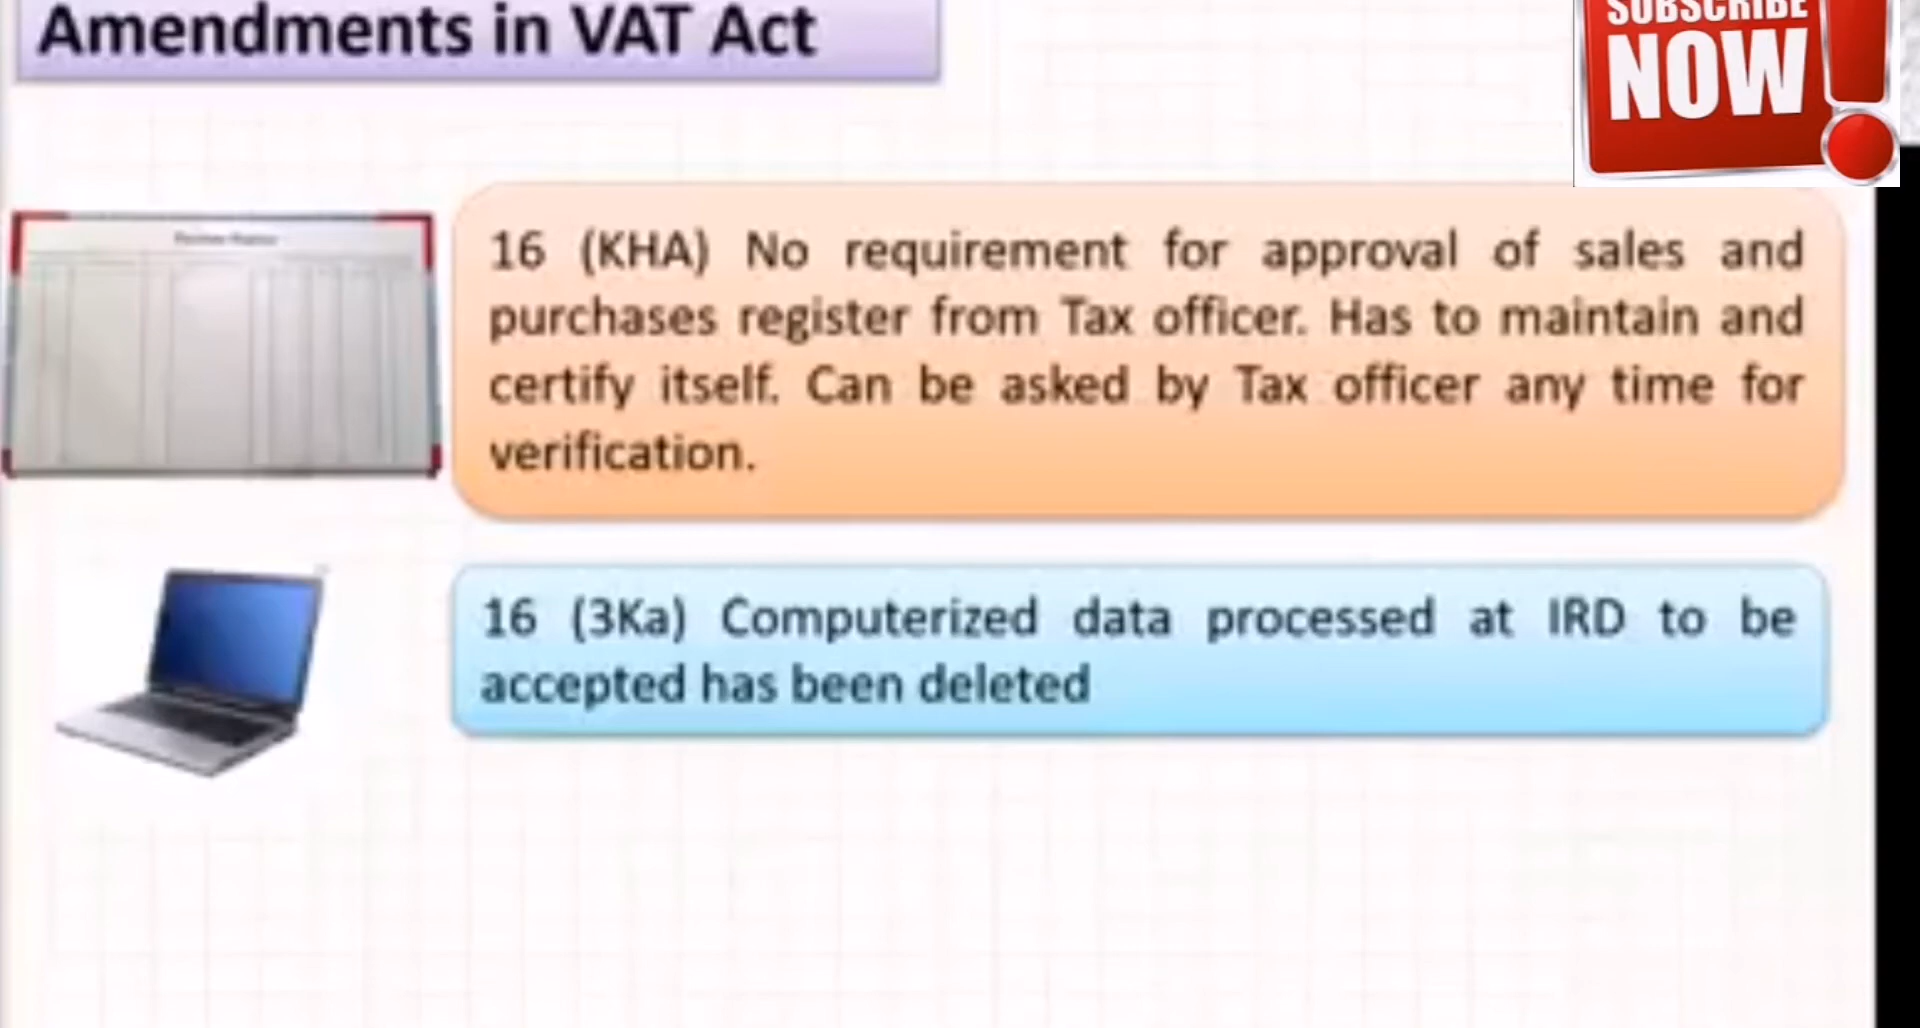 Amendments in VAT Act
SUBSCRIBE
NOW
16 (KHA) No requirement for approval of sales and
purchases register from Tax officer. Has to maintain and
certify itself. Can be asked by Tax officer any time for
verification.
16 (3Ka) Computerized data processed at IRD to be
accepted has been deleted